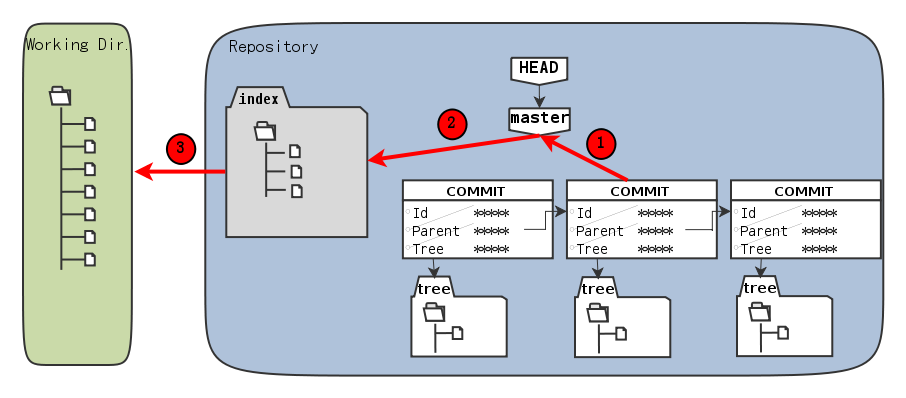 Working Dir.
Repository
HEAD
index
master
1
2
3
COMMIT
Id *****
Parent *****
Tree *****
COMMIT
Id *****
Parent *****
Tree *****
COMMIT
Id *****
Parent *****
Tree *****
tree
tree
tree